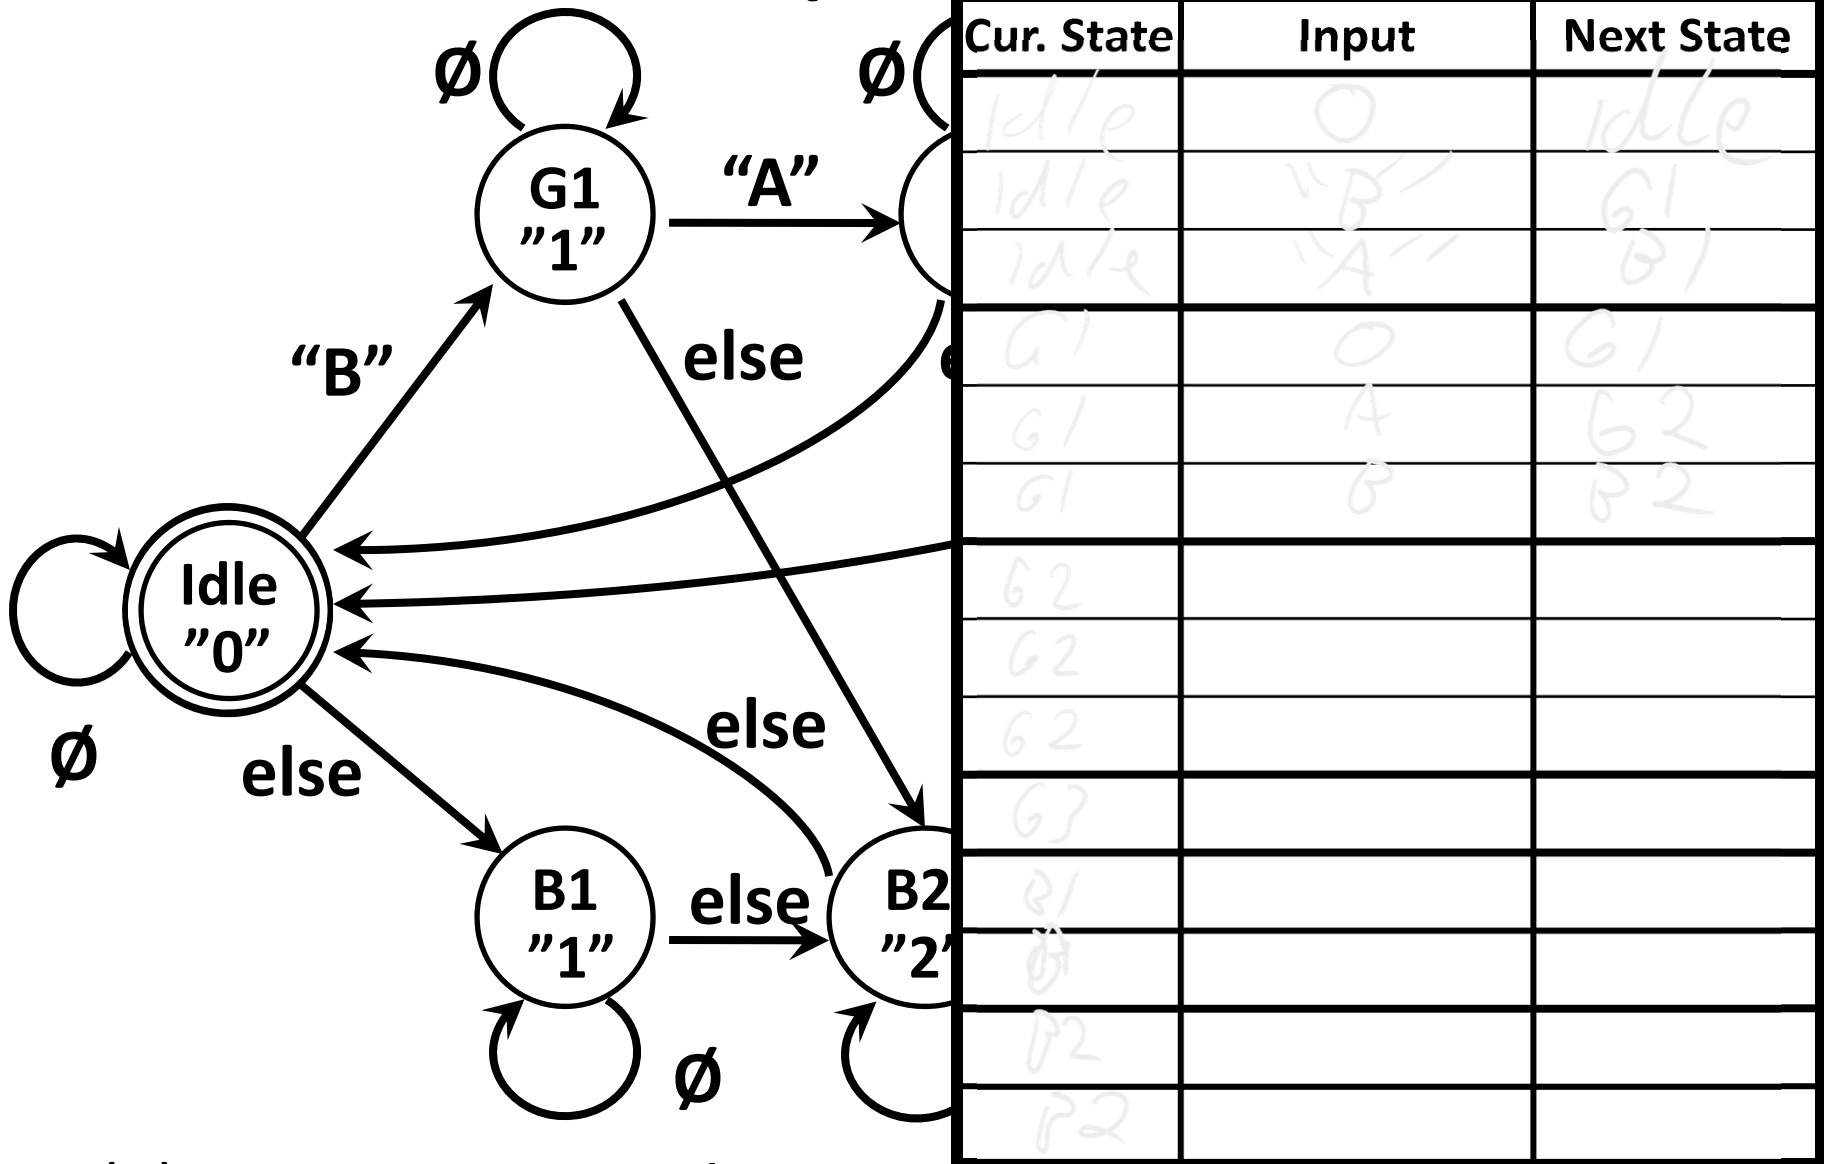 Ø
Ø
G1
”1”
“A”
“B”
else
Idle
”0”
Ø
else
else
B1
”1”
else
B2
”2”
Ø
Cur. State Input Next State
Idle 0 Idle
Idle "B" G1
idle "A" B1
G1 0 G1
G1 A G2
G1 B B2
G2
G2
G2
G3
B1
B2